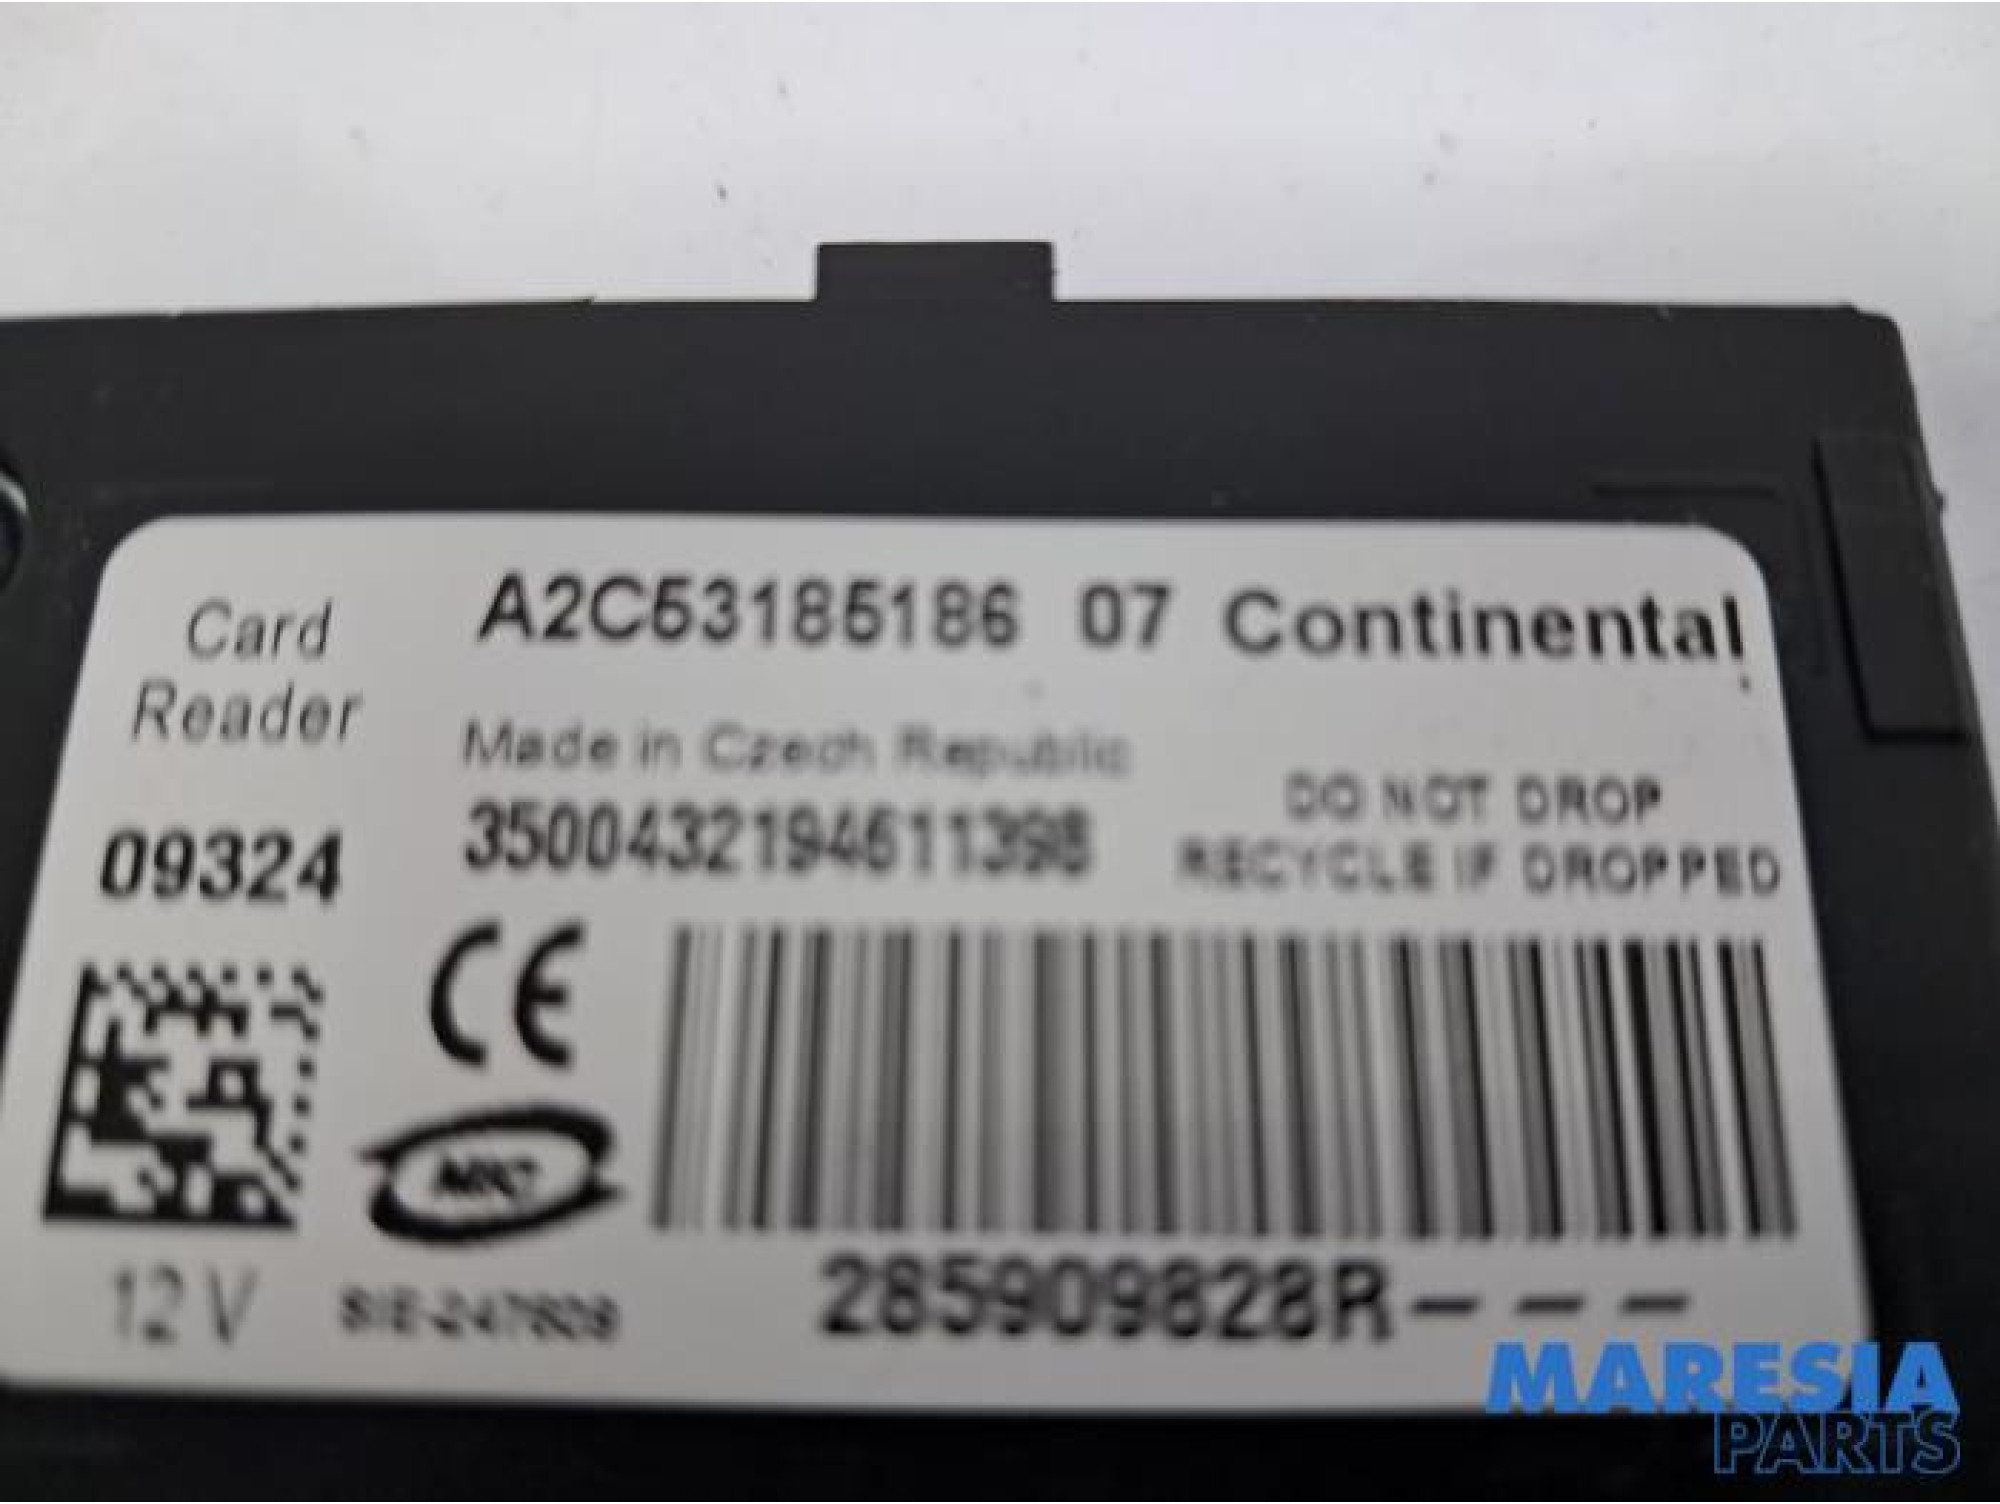 Card
Reader
A2C53185186 07 Continental
Made in Czech Republic
09324
3500432194611398
DO NOT DROP
RECYCLE IF DROPPED
CE
12 V
285909828R---
MARESIA
PARTS